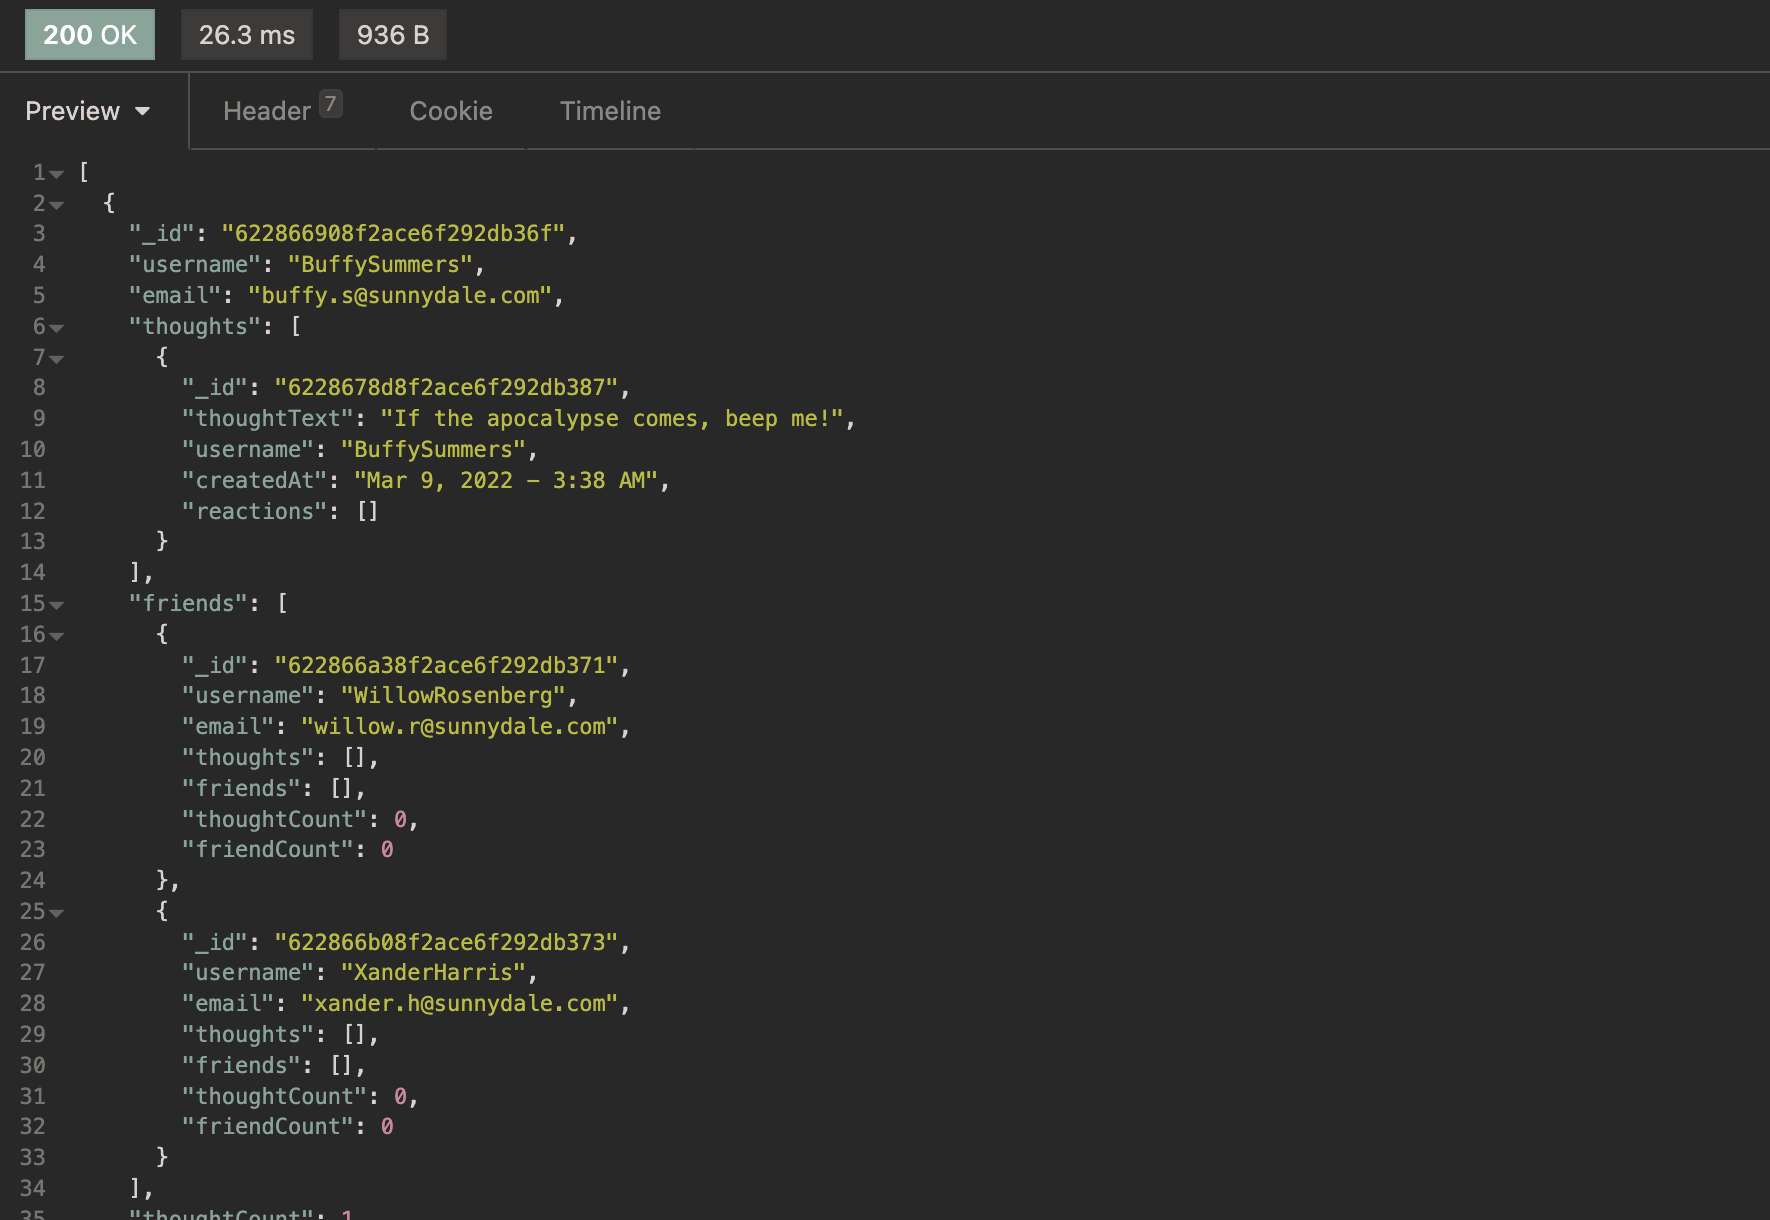 200 OK 26.3 ms 936 B
Preview Header 7 Cookie Timeline
1 [
2 {
3 "_id": "622866908f2ace6f292db36f",
4 "username": "BuffySummers",
5 "email": "buffy.s@sunnydale.com",
6 "thoughts": [
7 {
8 "_id": "6228678d8f2ace6f292db387",
9 "thoughtText": "If the apocalypse comes, beep me!",
10 "username": "BuffySummers",
11 "createdAt": "Mar 9, 2022 – 3:38 AM",
12 "reactions": []
13 }
14 ],
15 "friends": [
16 {
17 "_id": "622866a38f2ace6f292db371",
18 "username": "WillowRosenberg",
19 "email": "willow.r@sunnydale.com",
20 "thoughts": [],
21 "friends": [],
22 "thoughtCount": 0,
23 "friendCount": 0
24 },
25 {
26 "_id": "622866b08f2ace6f292db373",
27 "username": "XanderHarris",
28 "email": "xander.h@sunnydale.com",
29 "thoughts": [],
30 "friends": [],
31 "thoughtCount": 0,
32 "friendCount": 0
33 }
34 ],
35 "thoughtCount": 1